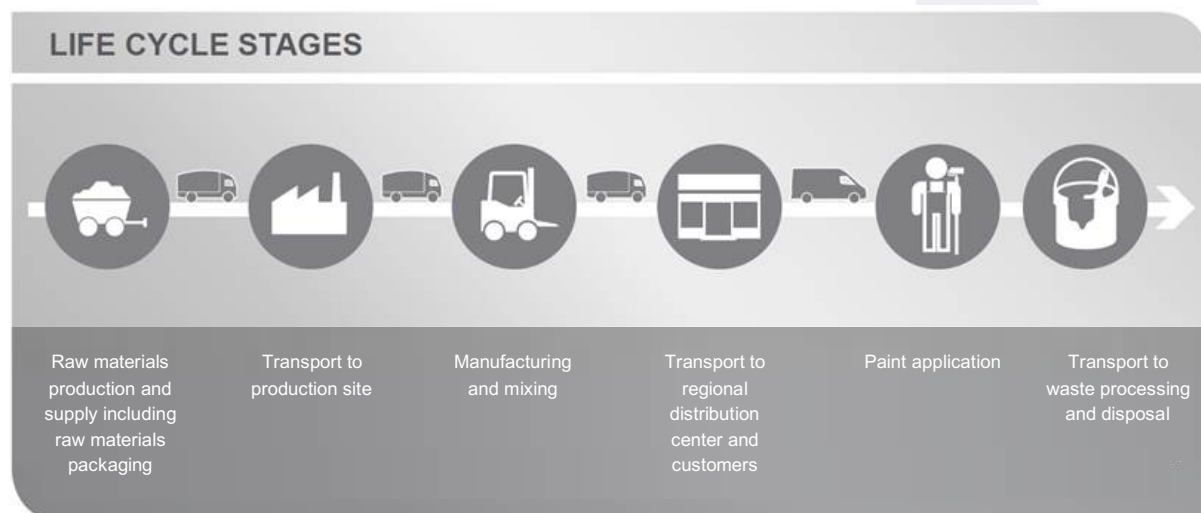 LIFE CYCLE STAGES
Raw materials
production and
supply including
raw materials
packaging
Transport to
production site
Manufacturing
and mixing
Transport to
regional
distribution
center and
customers
Paint application
Transport to
waste processing
and disposal